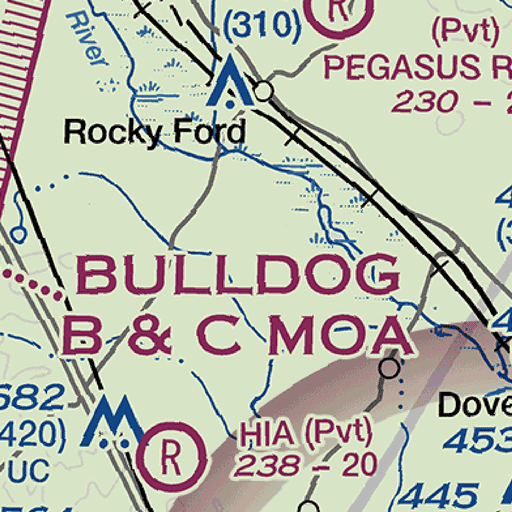 R
River
(310)
(Pvt)
PEGASUS R
230 - 2
Rocky Ford
BULLDOG
B & C MOA
682
420)
UC
R
HIA (Pvt)
238 - 20
Dove
453
445